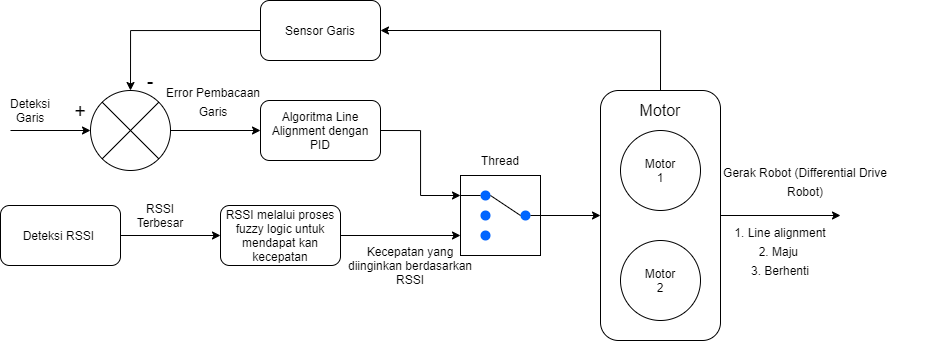 Sensor Garis
-
Deteksi
Garis
+
Error Pembacaan
Garis
Algoritma Line
Alignment dengan
PID
Thread
Motor
Motor
1
Motor
2
Gerak Robot (Differential Drive
Robot)
1. Line alignment
2. Maju
3. Berhenti
Deteksi RSSI
RSSI
Terbesar
RSSI melalui proses
fuzzy logic untuk
mendapat kan
kecepatan
Kecepatan yang
diinginkan berdasarkan
RSSI